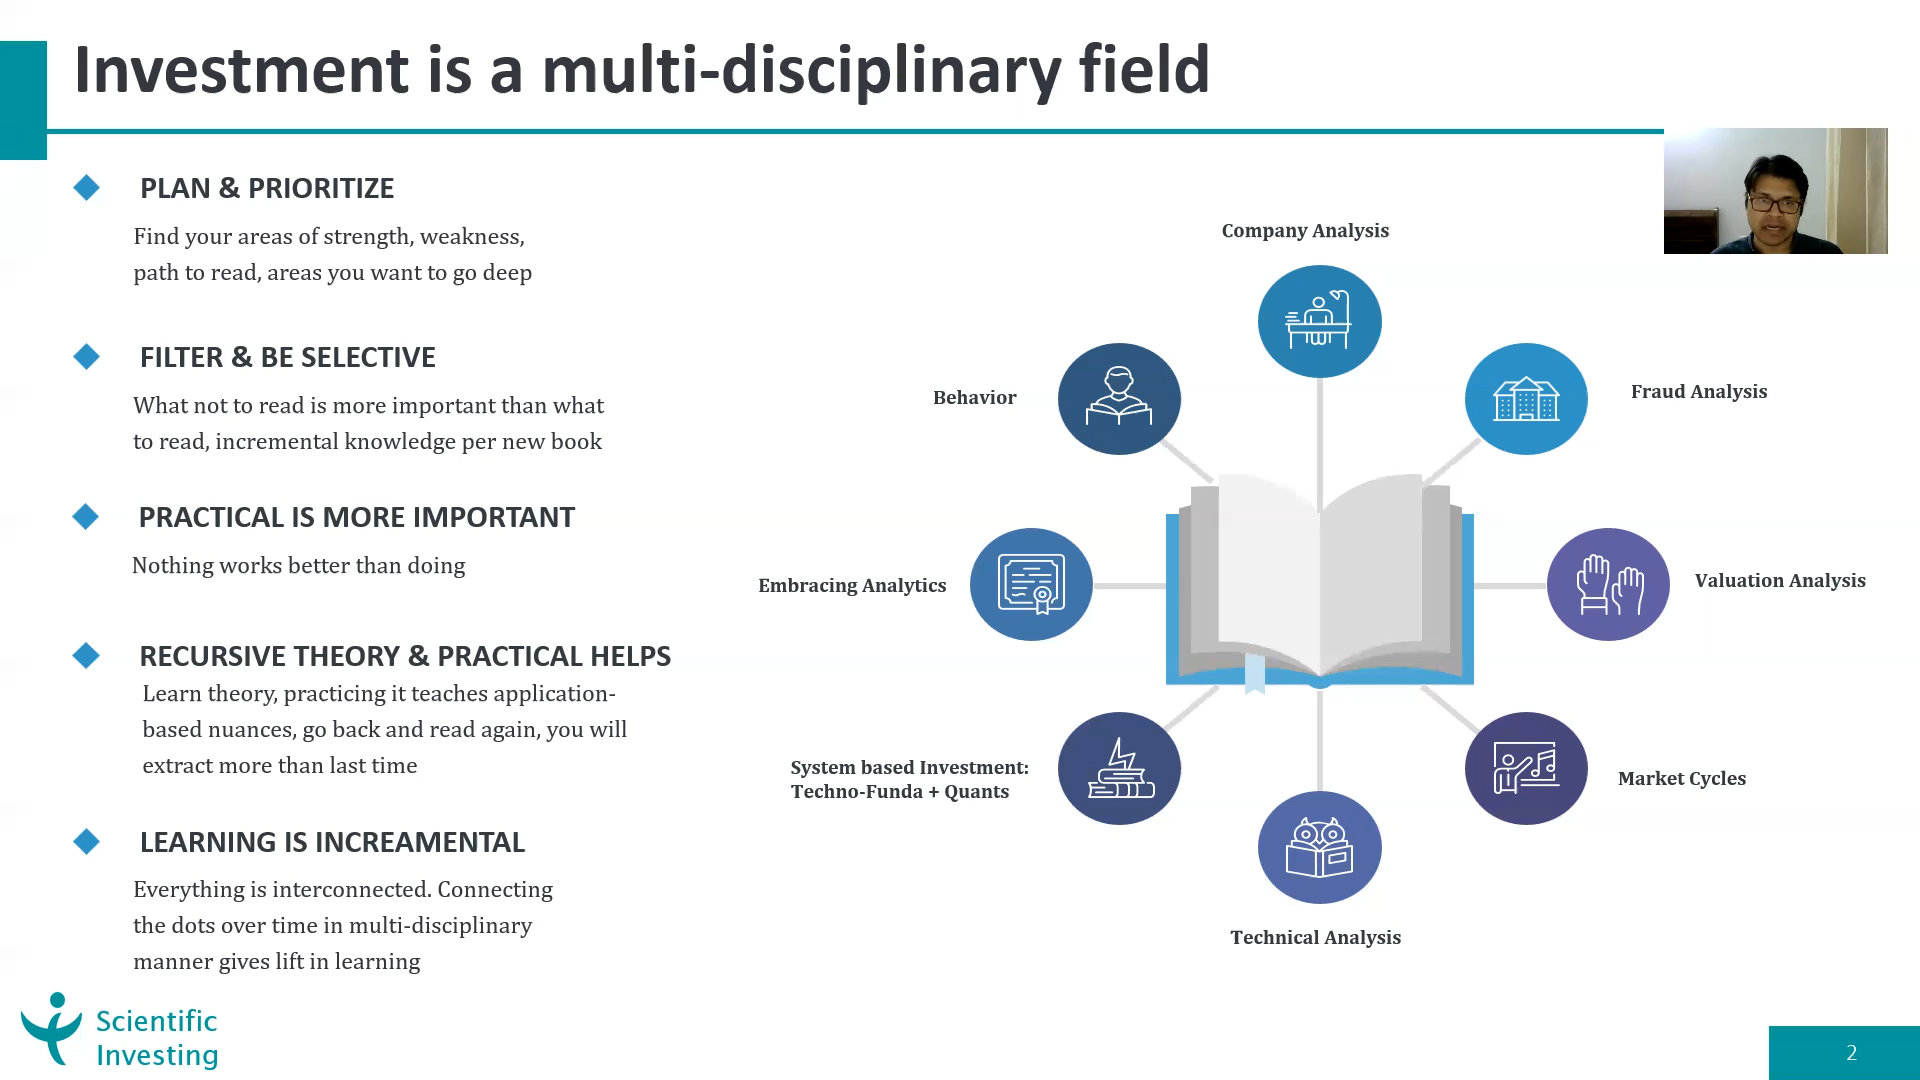 Investment is a multi-disciplinary field
PLAN & PRIORITIZE
Find your areas of strength, weakness,
path to read, areas you want to go deep
FILTER & BE SELECTIVE
What not to read is more important than what
to read, incremental knowledge per new book
PRACTICAL IS MORE IMPORTANT
Nothing works better than doing
RECURSIVE THEORY & PRACTICAL HELPS
Learn theory, practicing it teaches application-
based nuances, go back and read again, you will
extract more than last time
LEARNING IS INCREAMENTAL
Everything is interconnected. Connecting
the dots over time in multi-disciplinary
manner gives lift in learning
Company Analysis
Behavior
Fraud Analysis
Embracing Analytics
Valuation Analysis
System based Investment:
Techno-Funda + Quants
Market Cycles
Technical Analysis
Scientific
Investing
2